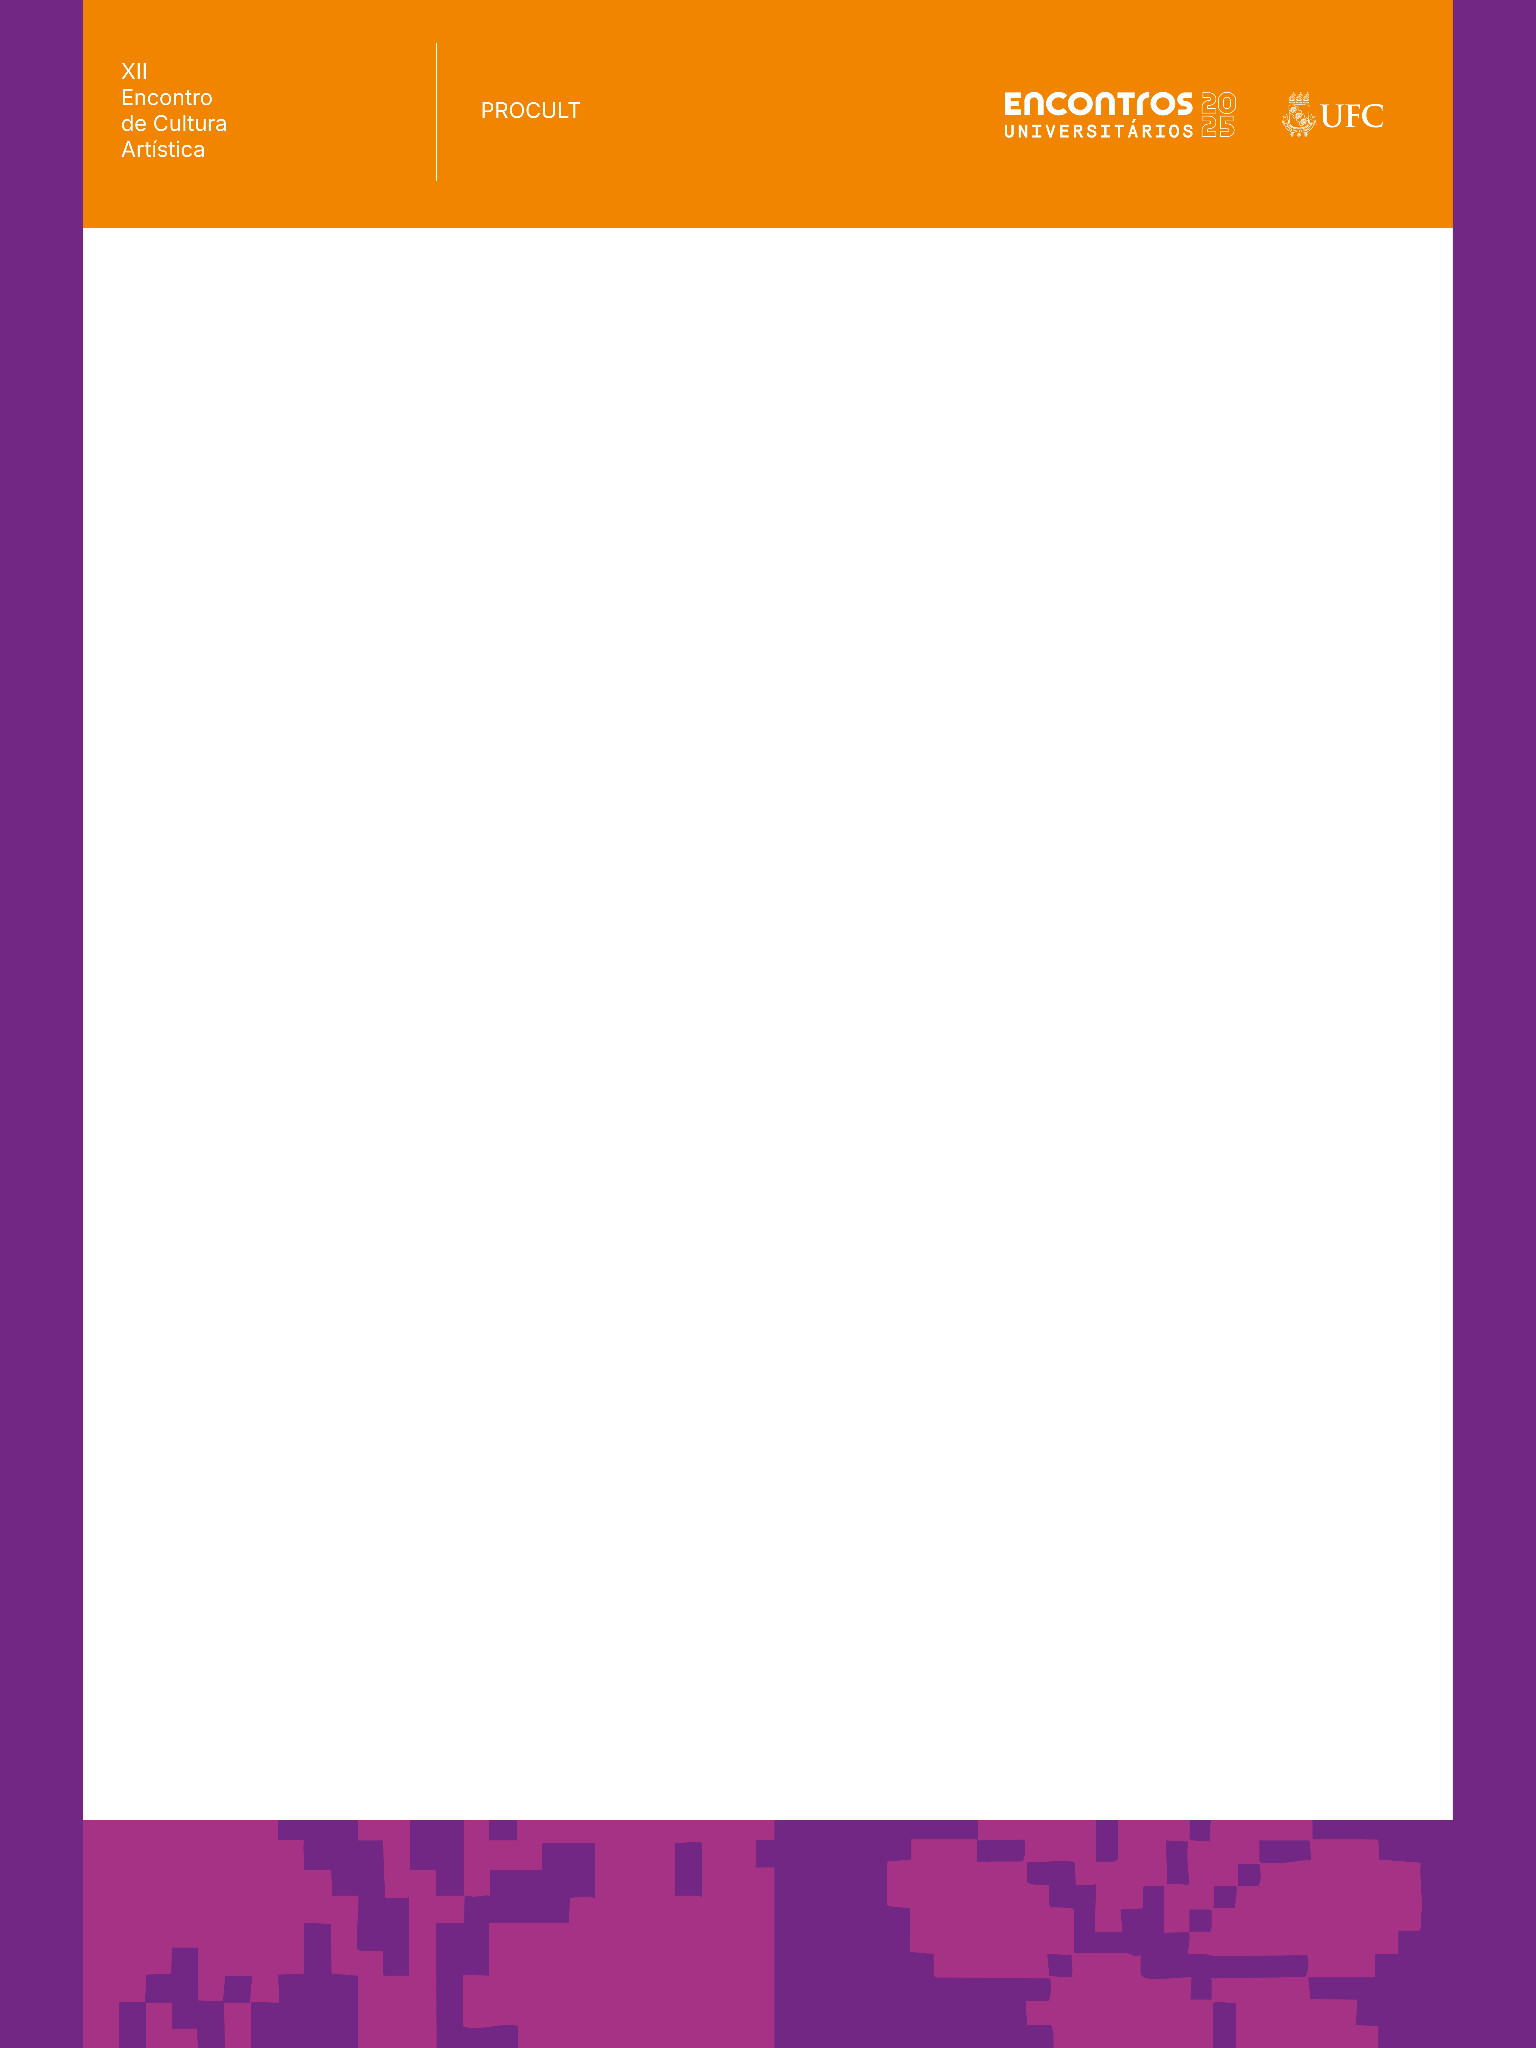 XII
Encontro
de Cultura
Artística
PROCULT
ENCONTROS 20
UNIVERSITÁRIOS 25
UFC